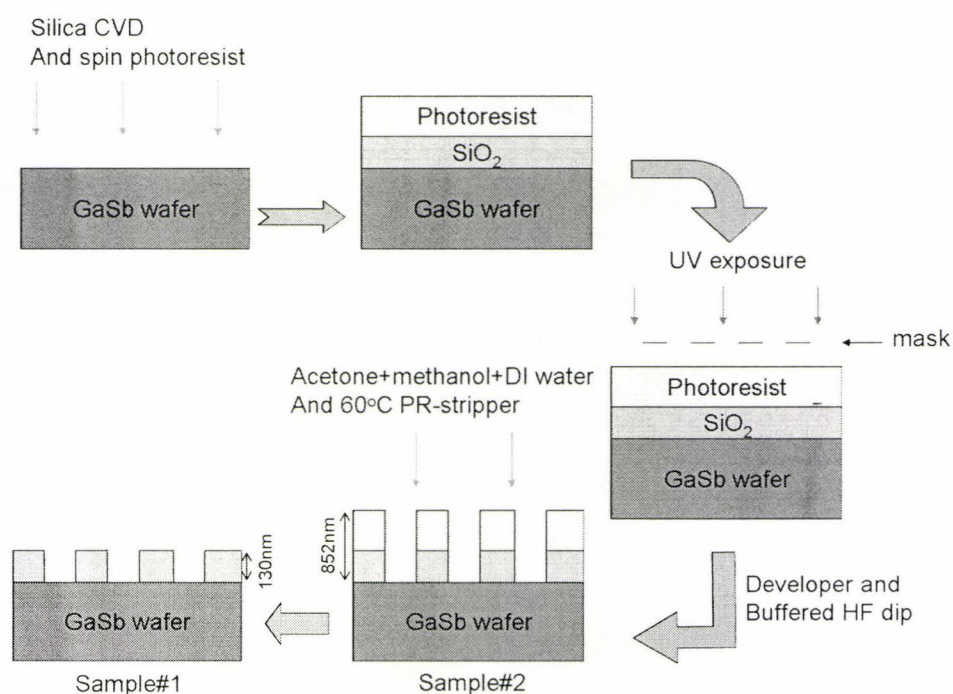 Silica CVD
And spin photoresist
GaSb wafer
Photoresist
SiO₂
GaSb wafer
UV exposure
mask
Photoresist
SiO₂
GaSb wafer
Developer and
Buffered HF dip
Acetone+methanol+DI water
And 60°C PR-stripper
852nm
GaSb wafer
Sample#2
130nm
GaSb wafer
Sample#1